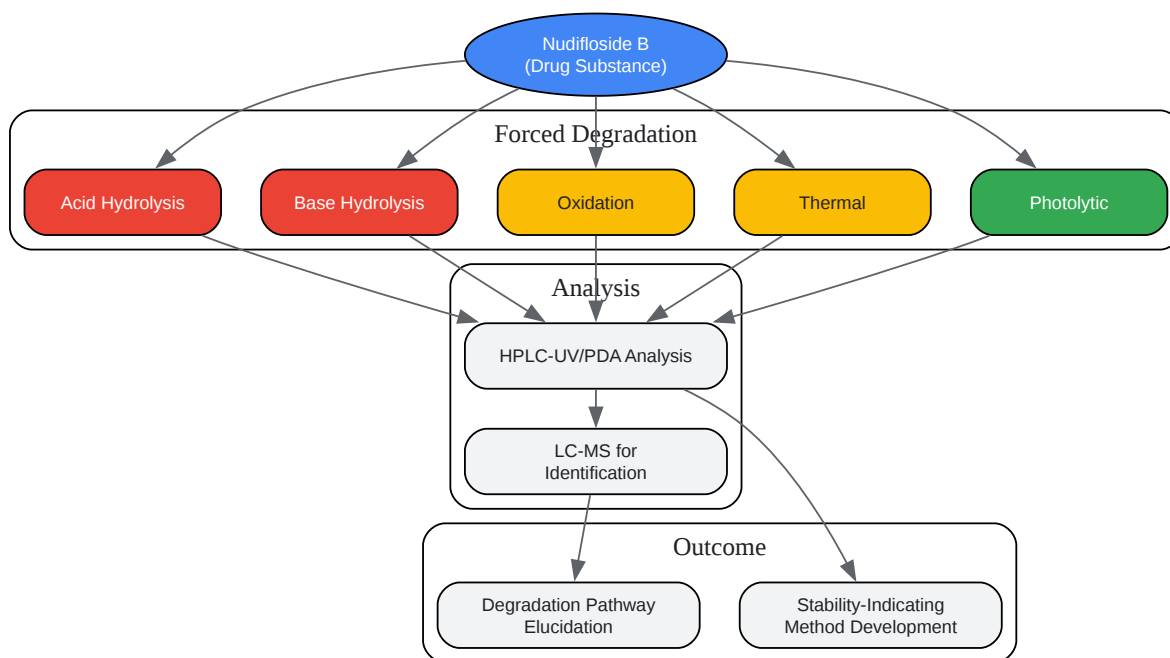 Nudifloside B
(Drug Substance)
Forced Degradation
Acid Hydrolysis
Base Hydrolysis
Oxidation
Thermal
Photolytic
Analysis
HPLC-UV/PDA Analysis
LC-MS for
Identification
Outcome
Degradation Pathway
Elucidation
Stability-Indicating
Method Development